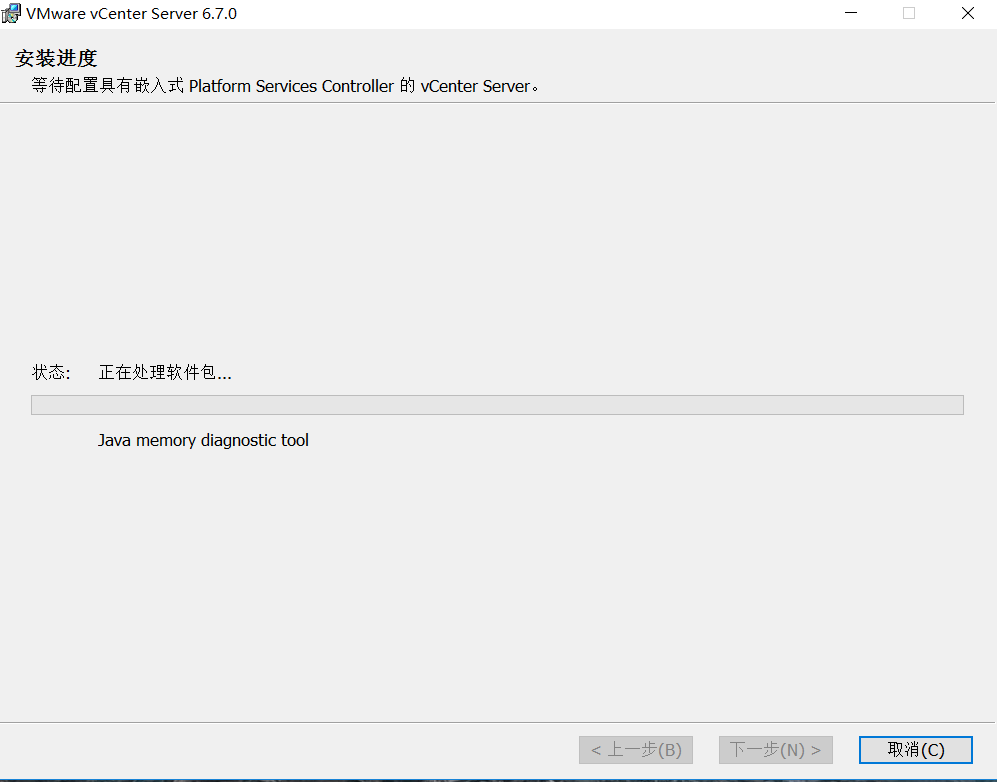 VMware vCenter Server 6.7.0
安装进度
等待配置具有嵌入式 Platform Services Controller 的 vCenter Server。
状态: 正在处理软件包...
Java memory diagnostic tool
< 上一步(B) 下一步(N) > 取消(C)